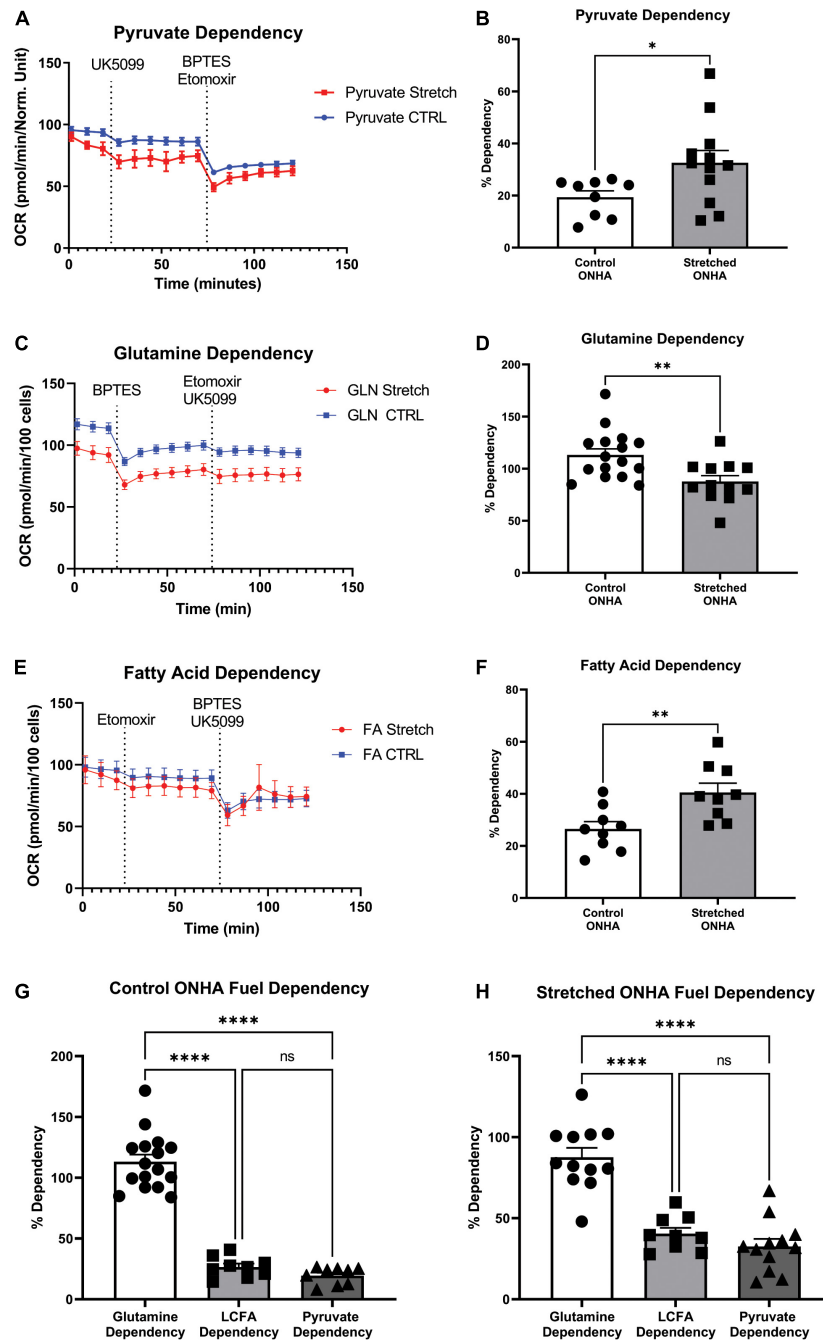 A
Pyruvate Dependency
UK5099
BPTES
Etomoxir
Pyruvate Stretch
Pyruvate CTRL
OCR (pmol/min/Norm. Unit)
150
100
50
0
0 50 100 150
Time (minutes)
B
Pyruvate Dependency
*
% Dependency
80
60
40
20
0
Control
ONHA
Stretched
ONHA
C
Glutamine Dependency
BPTES
Etomoxir
UK5099
GLN Stretch
GLN CTRL
OCR (pmol/min/100 cells)
150
100
50
0
0 50 100 150
Time (min)
D
Glutamine Dependency
**
% Dependency
200
150
100
50
0
Control
ONHA
Stretched
ONHA
E
Fatty Acid Dependency
Etomoxir
BPTES
UK5099
FA Stretch
FA CTRL
OCR (pmol/min/100 cells)
150
100
50
0
0 50 100 150
Time (min)
F
Fatty Acid Dependency
**
% Dependency
80
60
40
20
0
Control
ONHA
Stretched
ONHA
G
Control ONHA Fuel Dependency
****
****
ns
% Dependency
200
150
100
50
0
Glutamine
Dependency
LCFA
Dependency
Pyruvate
Dependency
H
Stretched ONHA Fuel Dependency
****
****
ns
% Dependency
150
100
50
0
Glutamine
Dependency
LCFA
Dependency
Pyruvate
Dependency